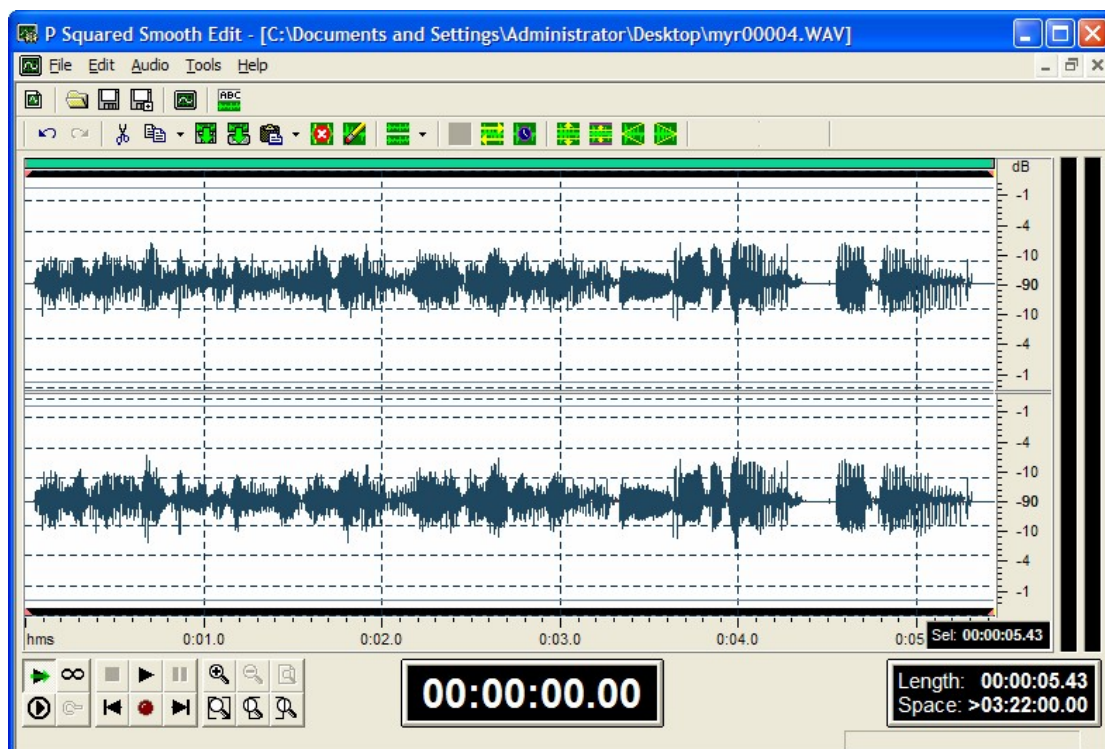 P Squared Smooth Edit - [C:\Documents and Settings\Administrator\Desktop\myr00004.WAV]
File Edit Audio Tools Help
ABC
dB
-1
-4
-10
-90
-10
-4
-1
-1
-4
-10
-90
-10
-4
-1
hms 0:01.0 0:02.0 0:03.0 0:04.0 0:05 Sel: 00:00:05.43
00:00:00.00
Length: 00:00:05.43
Space: >03:22:00.00